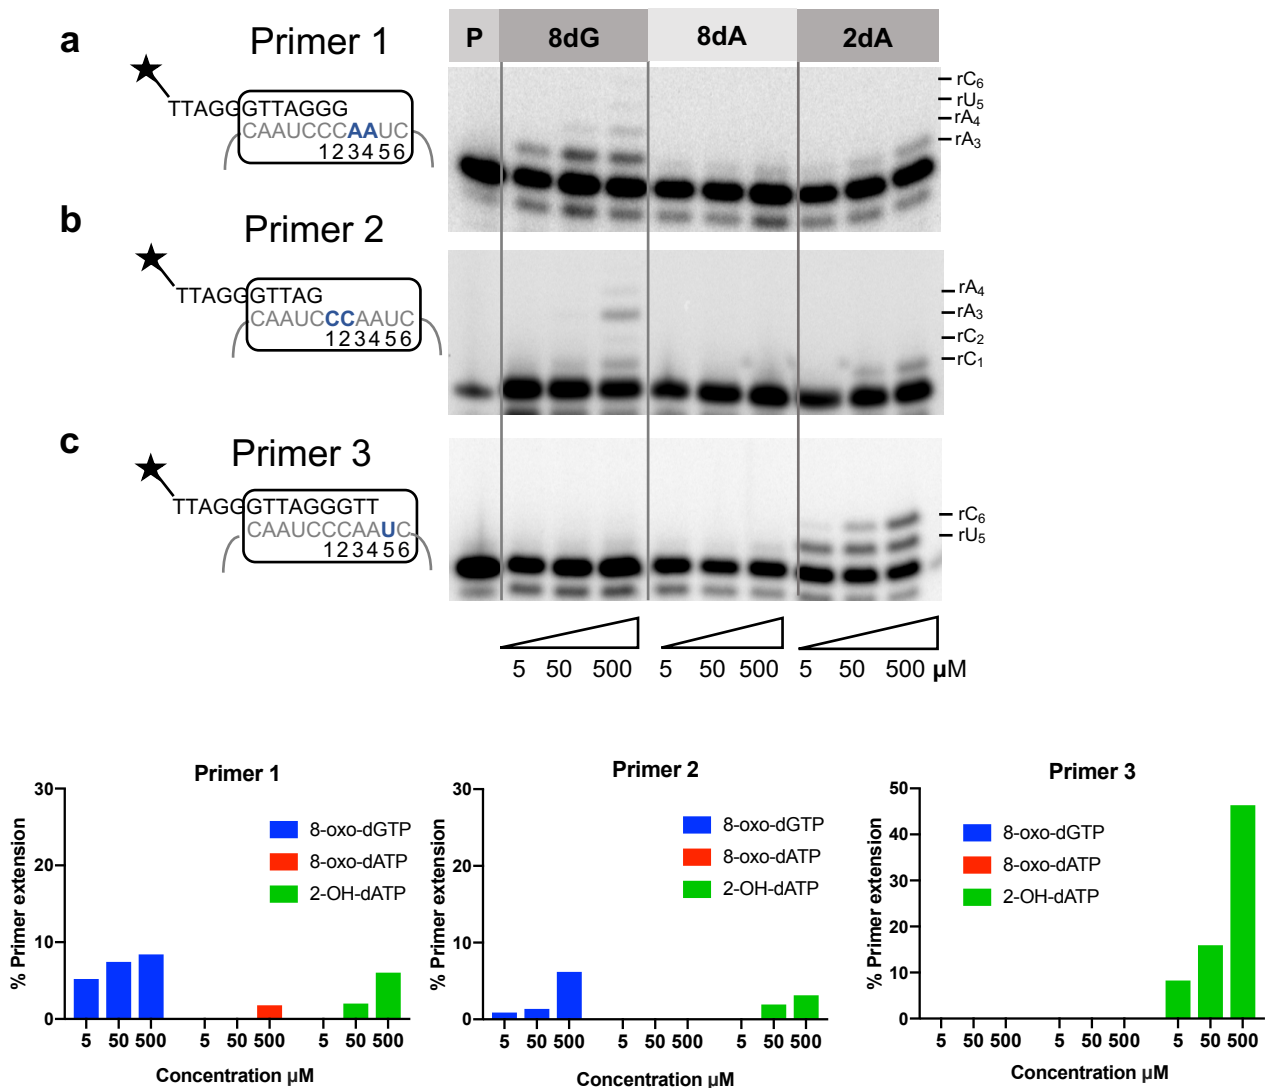 P 8dG 8dA 2dA
a Primer 1
TTAGGGTTAGGG
CAAUCCCAAUC
123456
rC6
rU5
rA4
rA3
b Primer 2
TTAGGGTTAG
CAAUCCCAAUC
123456
rA4
rA3
rC2
rC1
c Primer 3
TTAGGGTTAGGGTT
CAAUCCCAAUC
123456
rC6
rU5
5 50 500 5 50 500 5 50 500 µM
Primer 1
% Primer extension
30
20
10
0
8-oxo-dGTP
8-oxo-dATP
2-OH-dATP
5 50 500 5 50 500 5 50 500
Concentration µM
Primer 2
% Primer extension
30
20
10
0
8-oxo-dGTP
8-oxo-dATP
2-OH-dATP
5 50 500 5 50 500 5 50 500
Concentration µM
Primer 3
% Primer extension
50
40
30
20
10
0
8-oxo-dGTP
8-oxo-dATP
2-OH-dATP
5 50 500 5 50 500 5 50 500
Concentration µM